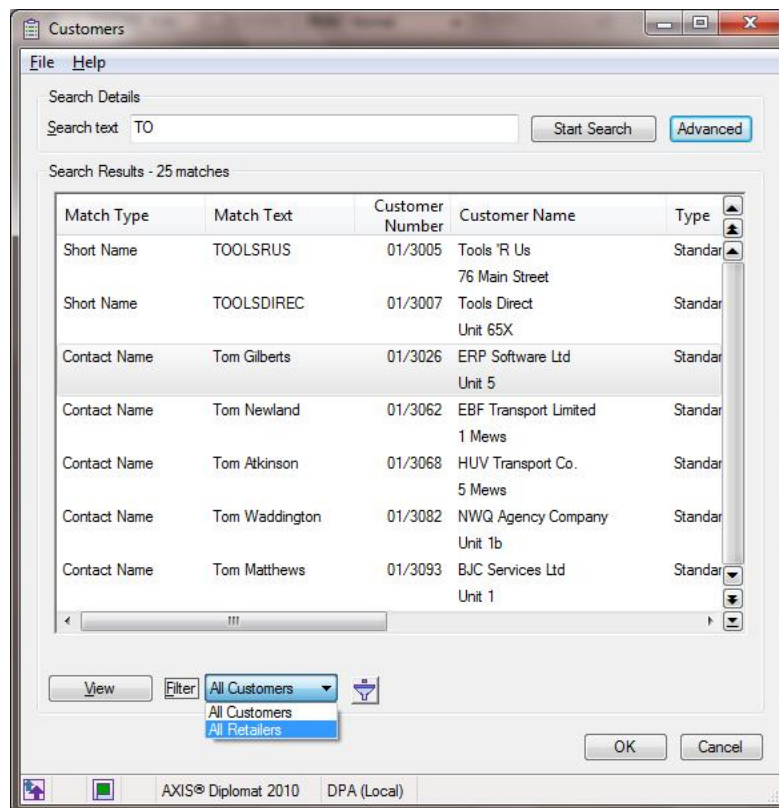 Customers
File Help
Search Details
Search text TO Start Search Advanced
Search Results - 25 matches
Match Type Match Text Customer Number Customer Name Type
Short Name TOOLSRUS 01/3005 Tools 'R Us Standar
76 Main Street
Short Name TOOLSDIREC 01/3007 Tools Direct Standar
Unit 65X
Contact Name Tom Gilberts 01/3026 ERP Software Ltd Standar
Unit 5
Contact Name Tom Newland 01/3062 EBF Transport Limited Standar
1 Mews
Contact Name Tom Atkinson 01/3068 HUV Transport Co. Standar
5 Mews
Contact Name Tom Waddington 01/3082 NWQ Agency Company Standar
Unit 1b
Contact Name Tom Matthews 01/3093 BJC Services Ltd Standar
Unit 1
View Filter All Customers
All Customers
All Retailers
OK Cancel
AXIS® Diplomat 2010 DPA (Local)